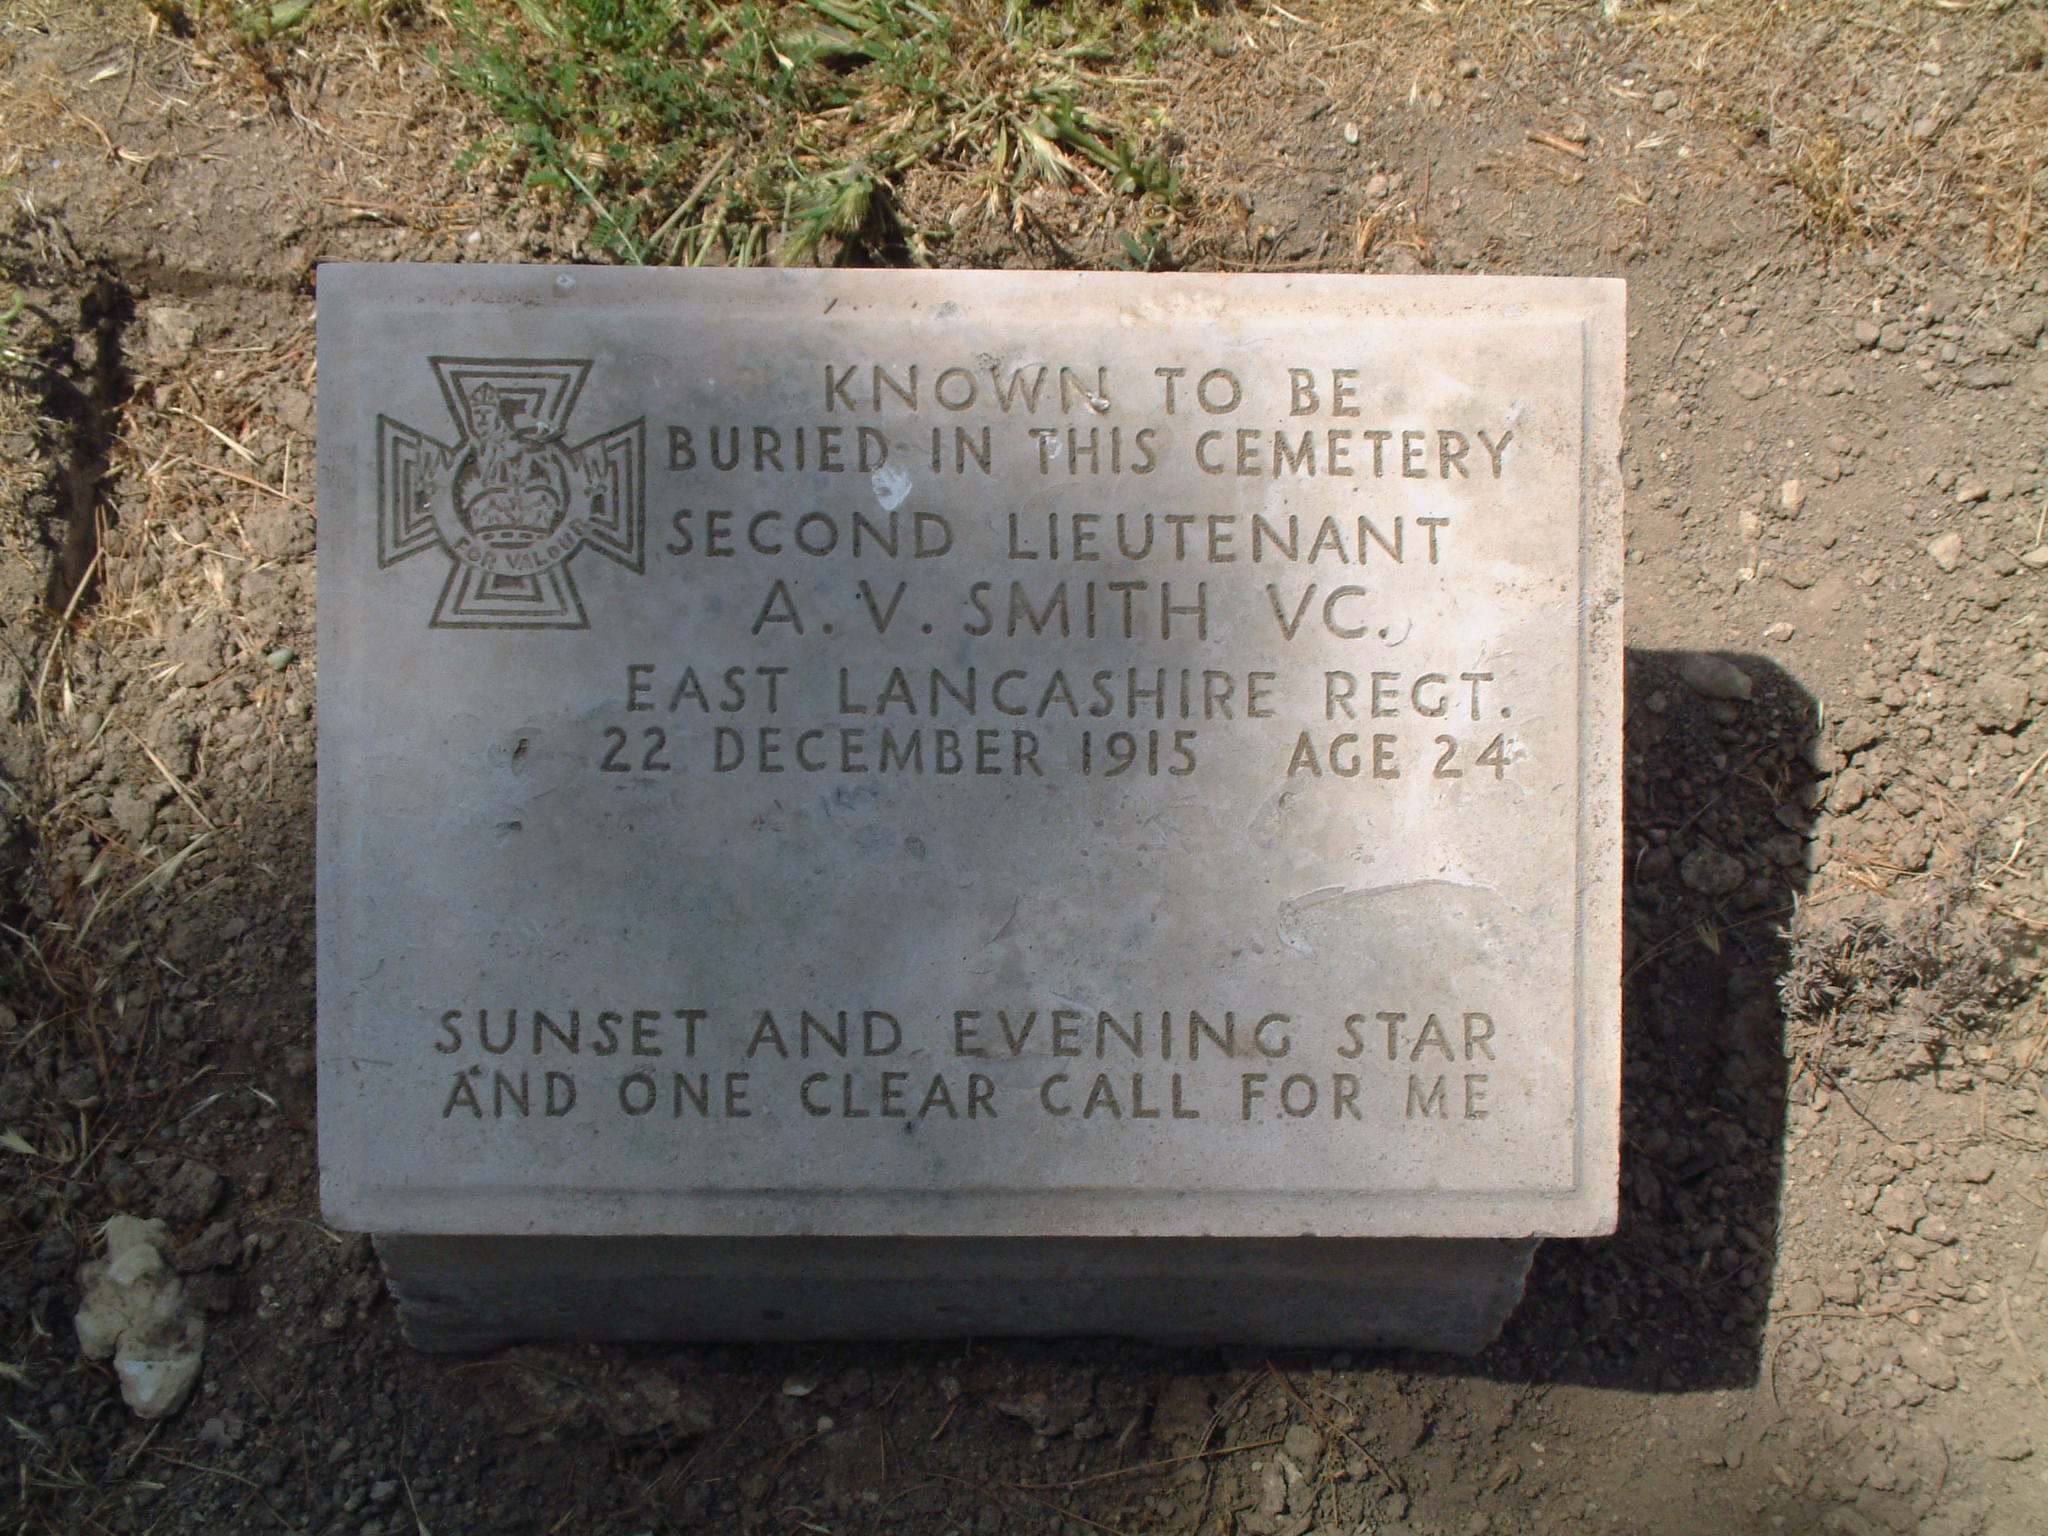 KNOWN TO BE
BURIED IN THIS CEMETERY
SECOND LIEUTENANT
A. V. SMITH VC.
FOR VALOUR
EAST LANCASHIRE REGT.
22 DECEMBER 1915 AGE 24
SUNSET AND EVENING STAR
AND ONE CLEAR CALL FOR ME